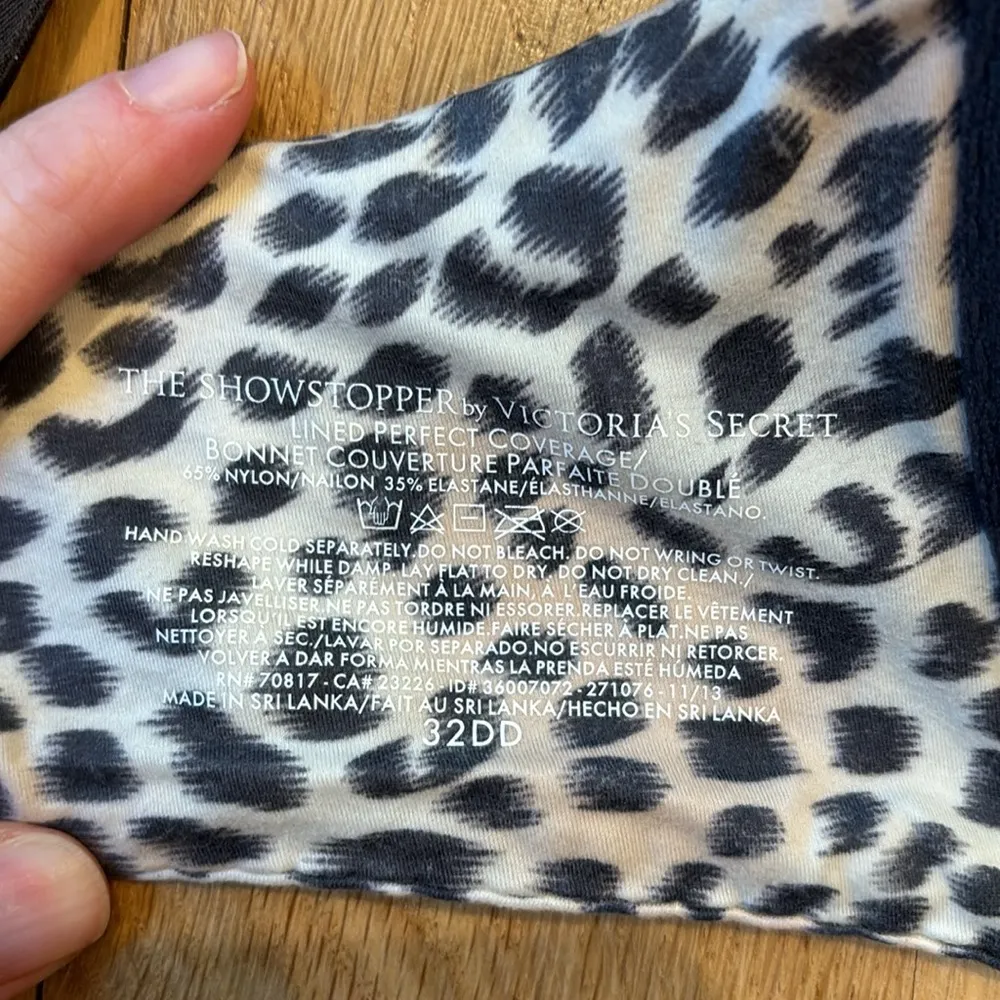 THE SHOWSTOPPER by VICTORIA'S SECRET
LINED PERFECT COVERAGE/
BONNET COUVERTURE PARFAITE DOUBLÉ
65% NYLON/NAILON 35% ELASTANE/ÉLASTHANNE/ELASTANO.
HAND WASH COLD SEPARATELY.DO NOT BLEACH. DO NOT WRING OR TWIST.
RESHAPE WHILE DAMP. LAY FLAT TO DRY. DO NOT DRY CLEAN./
LAVER SÉPARÉMENT À LA MAIN, À L'EAU FROIDE.
NE PAS JAVELLISER.NE PAS TORDRE NI ESSORER.REPLACER LE VÊTEMENT
LORSQU'IL EST ENCORE HUMIDE.FAIRE SÉCHER À PLAT.NE PAS
NETTOYER À SEC./LAVAR POR SEPARADO.NO ESCURRIR NI RETORCER.
VOLVER A DAR FORMA MIENTRAS LA PRENDA ESTÉ HÚMEDA
RN# 70817 - CA# 23226 ID# 36007072 - 271076 - 11/13
MADE IN SRI LANKA/FAIT AU SRI LANKA/HECHO EN SRI LANKA
32DD